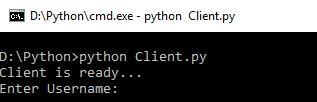 D:\Python\cmd.exe - python  Client.py
D:\Python>python Client.py
Client is ready...
Enter Username: